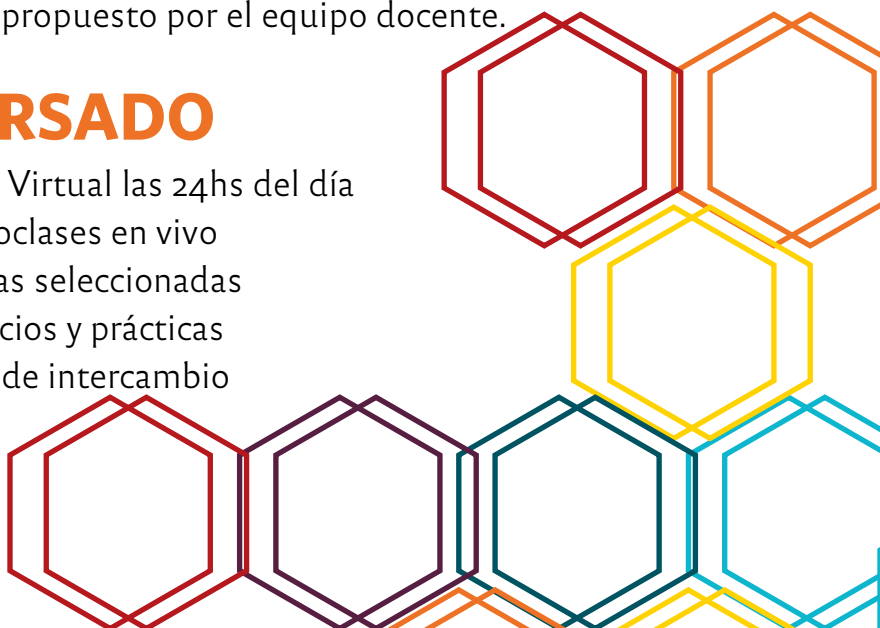 propuesto por el equipo docente.
RSADO
Virtual las 24hs del día
oclases en vivo
as seleccionadas
cios y prácticas
de intercambio